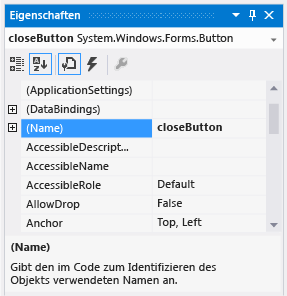 Eigenschaften
closeButton System.Windows.Forms.Button
(ApplicationSettings)
(DataBindings)
(Name) closeButton
AccessibleDescript...
AccessibleName
AccessibleRole Default
AllowDrop False
Anchor Top, Left
(Name)
Gibt den im Code zum Identifizieren des
Objekts verwendeten Namen an.